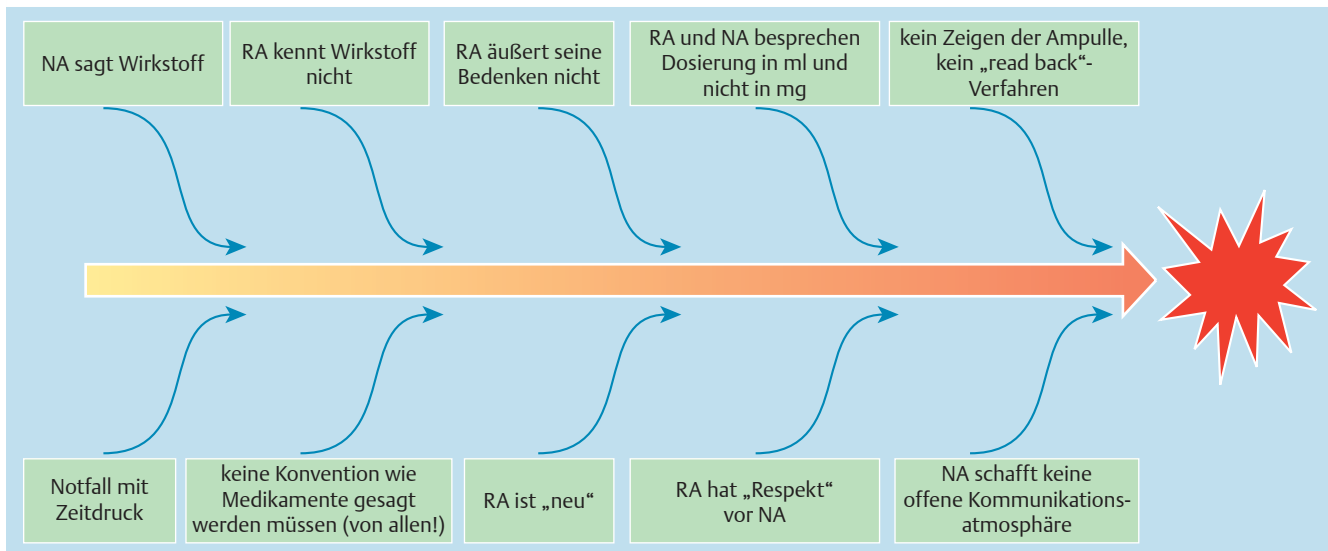 NA sagt Wirkstoff
RA kennt Wirkstoff
nicht
RA äußert seine
Bedenken nicht
RA und NA besprechen
Dosierung in ml und
nicht in mg
kein Zeigen der Ampulle,
kein „read back“-
Verfahren
Notfall mit
Zeitdruck
keine Konvention wie
Medikamente gesagt
werden müssen (von allen!)
RA ist „neu“
RA hat „Respekt“
vor NA
NA schafft keine
offene Kommunikations-
atmosphäre